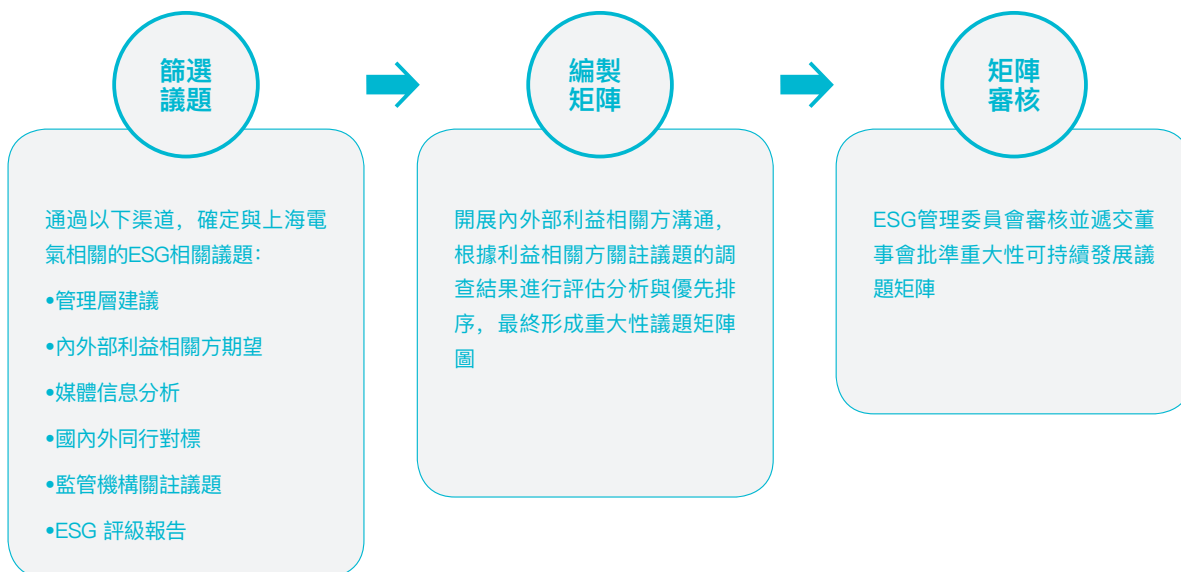 篩選
議題
通過以下渠道，確定與上海電
氣相關的ESG相關議題：
•管理層建議
•內外部利益相關方期望
•媒體信息分析
•國內外同行對標
•監管機構關註議題
•ESG 評級報告
編製
矩陣
開展內外部利益相關方溝通，
根據利益相關方關註議題的調
查結果進行評估分析與優先排
序，最終形成重大性議題矩陣
圖
矩陣
審核
ESG管理委員會審核並遞交董
事會批準重大性可持續發展議
題矩陣